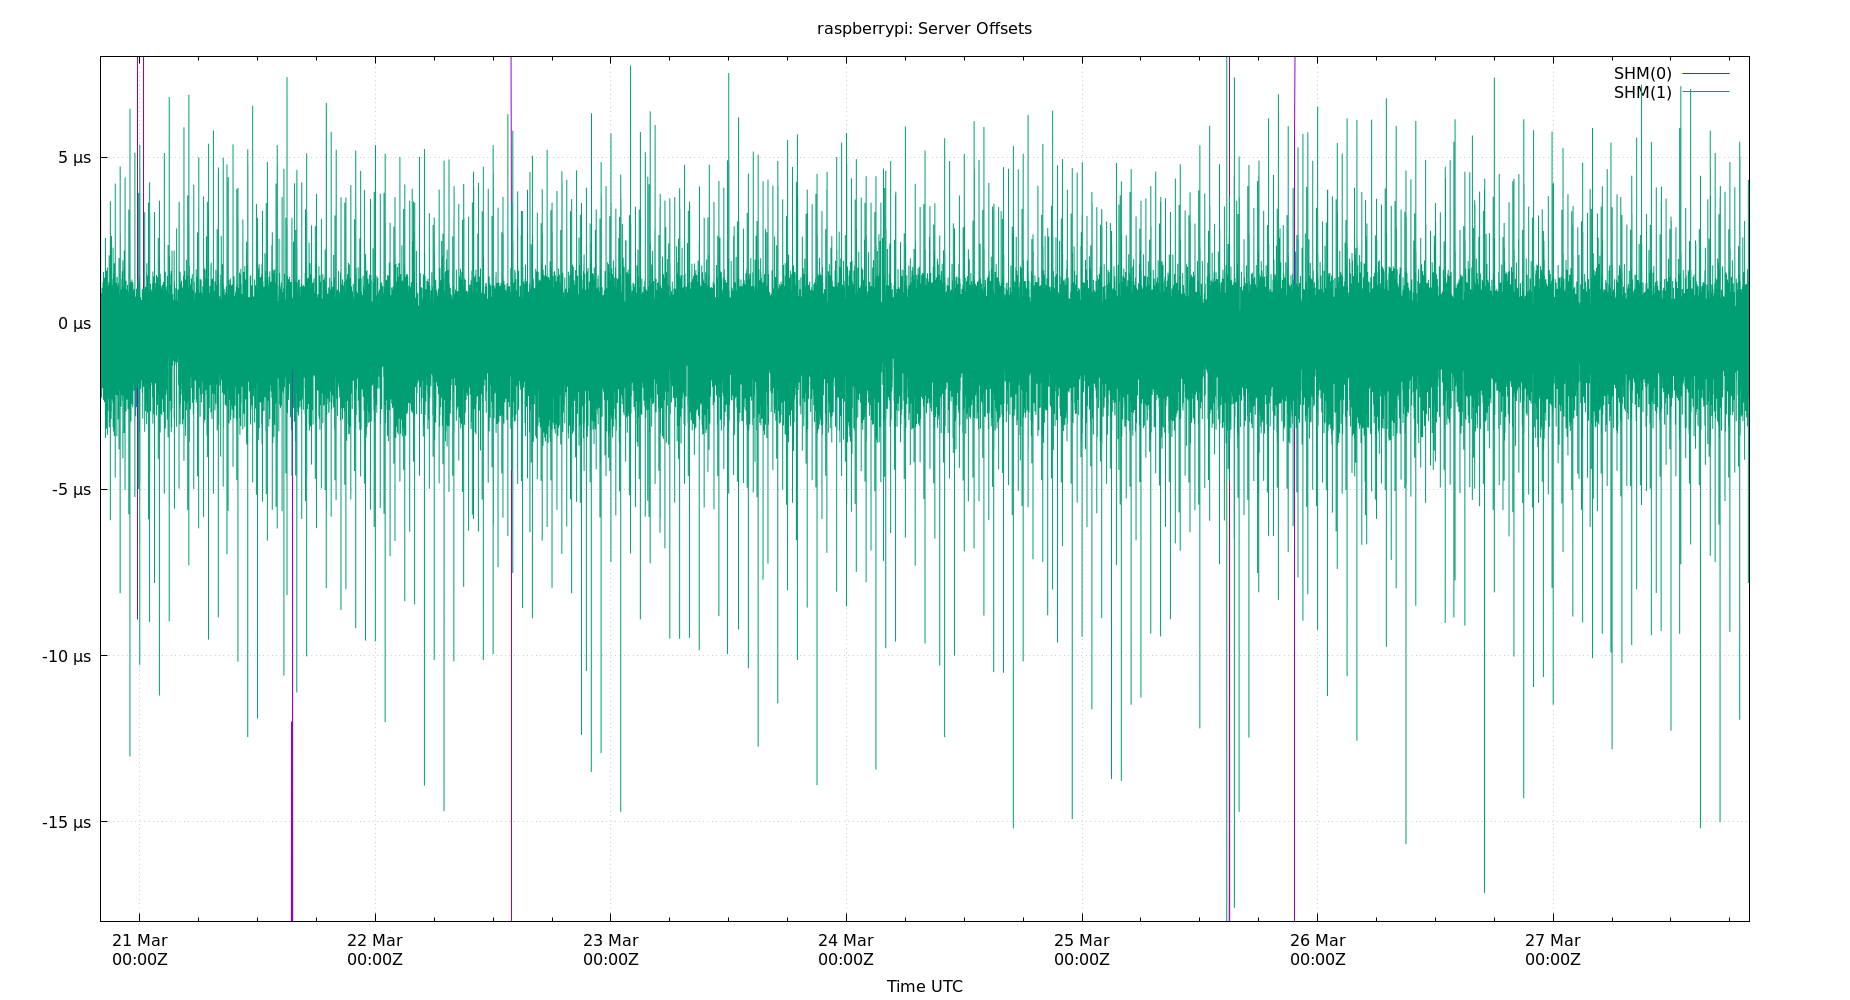 raspberrypi: Server Offsets
SHM(0)
SHM(1)
5 µs
0 µs
-5 µs
-10 µs
-15 µs
21 Mar
00:00Z
22 Mar
00:00Z
23 Mar
00:00Z
24 Mar
00:00Z
25 Mar
00:00Z
26 Mar
00:00Z
27 Mar
00:00Z
Time UTC